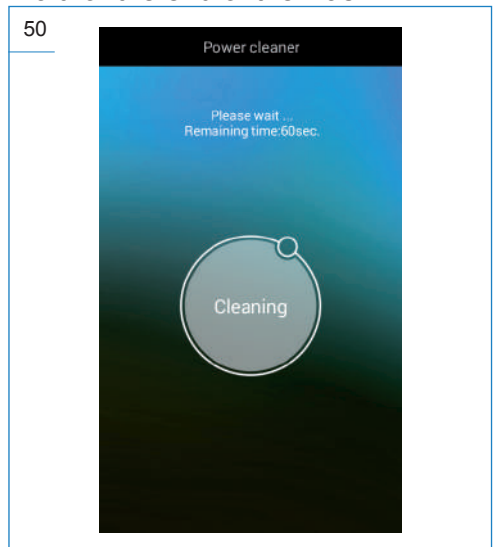 50
Power cleaner
Please wait ...
Remaining time:60sec.
Cleaning